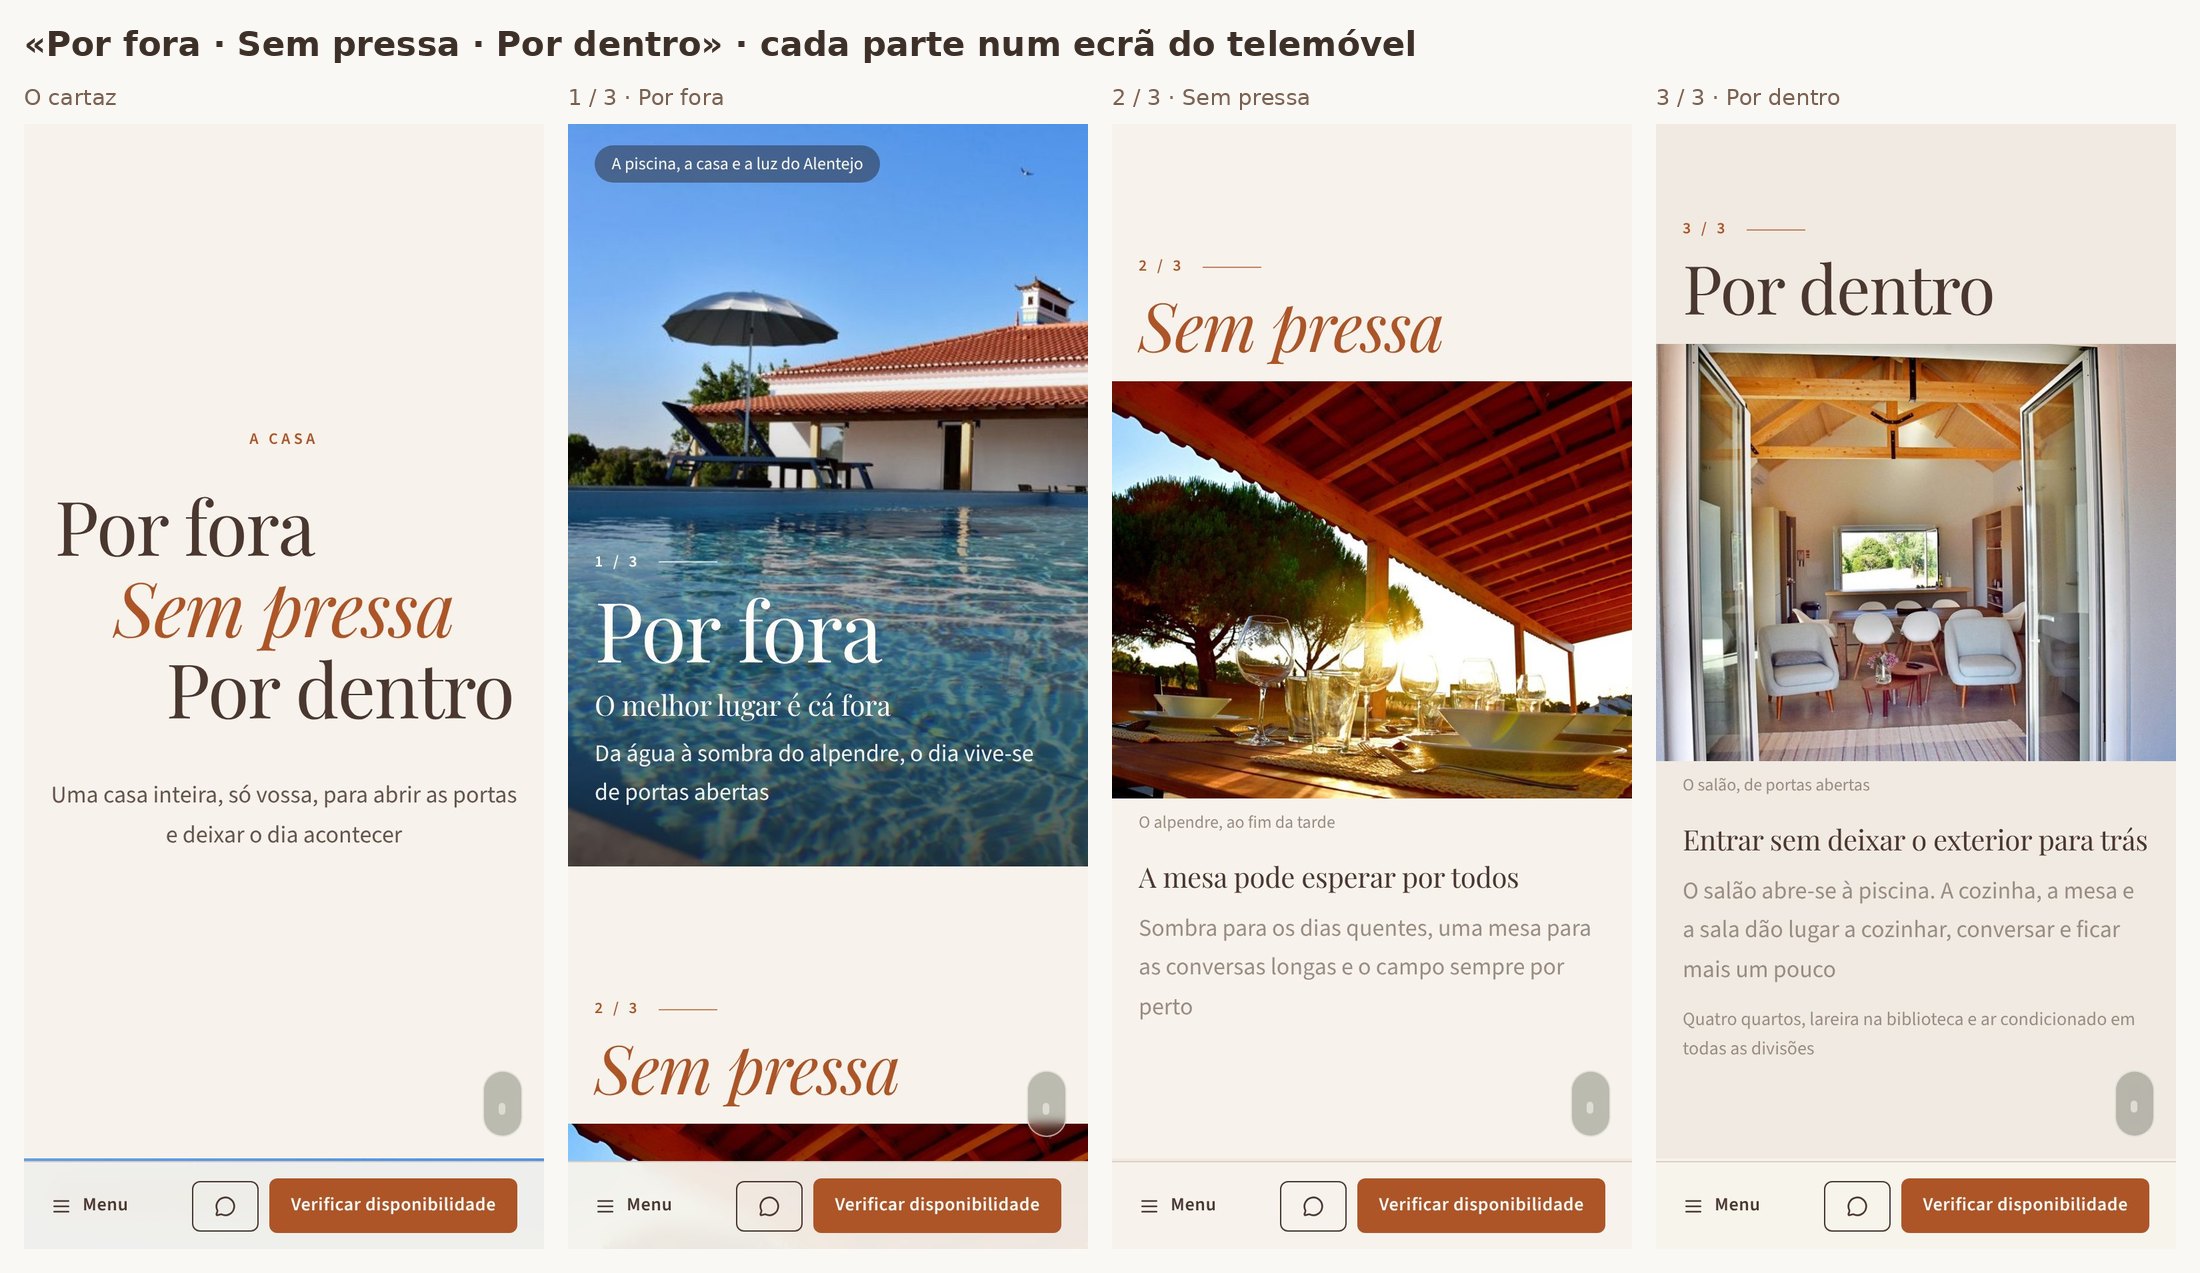 «Por fora · Sem pressa · Por dentro» · cada parte num ecrã do telemóvel
O cartaz
A CASA
Por fora
Sem pressa
Por dentro
Uma casa inteira, só vossa, para abrir as portas
e deixar o dia acontecer
Menu
Verificar disponibilidade
1 / 3 · Por fora
A piscina, a casa e a luz do Alentejo
1 / 3
Por fora
O melhor lugar é cá fora
Da água à sombra do alpendre, o dia vive-se
de portas abertas
2 / 3
Sem pressa
Menu
Verificar disponibilidade
2 / 3 · Sem pressa
2 / 3
Sem pressa
O alpendre, ao fim da tarde
A mesa pode esperar por todos
Sombra para os dias quentes, uma mesa para
as conversas longas e o campo sempre por
perto
Menu
Verificar disponibilidade
3 / 3 · Por dentro
3 / 3
Por dentro
O salão, de portas abertas
Entrar sem deixar o exterior para trás
O salão abre-se à piscina. A cozinha, a mesa e
a sala dão lugar a cozinhar, conversar e ficar
mais um pouco
Quatro quartos, lareira na biblioteca e ar condicionado em
todas as divisões
Menu
Verificar disponibilidade